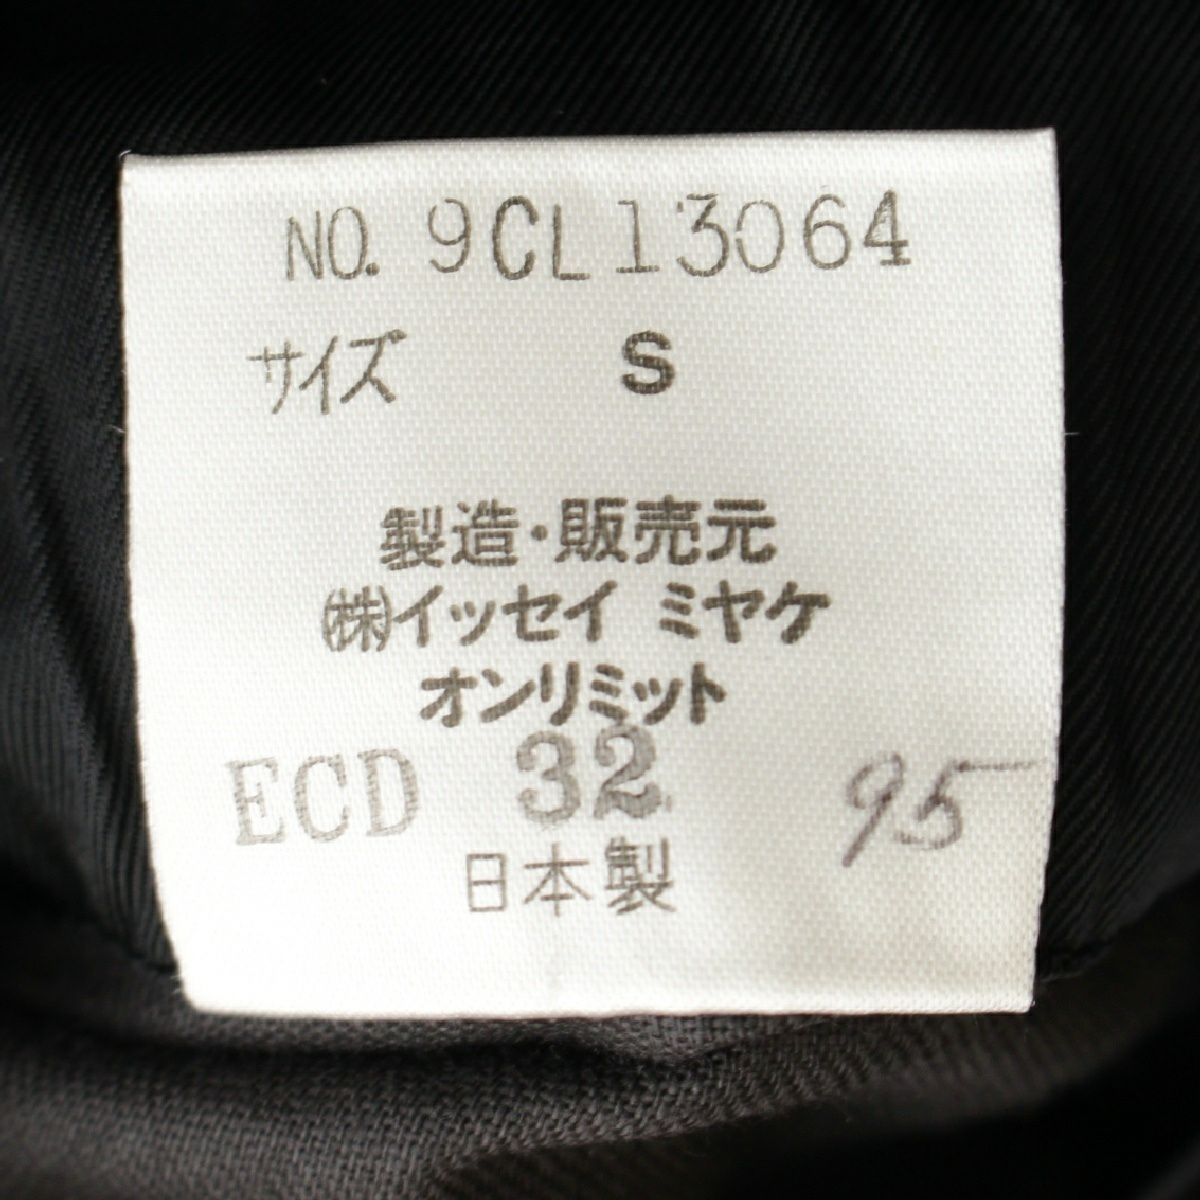 NO. 9CL13064
サイズ S
製造・販売元
㈱イッセイ ミヤケ
オンリミット
ECD 32 95
日本製